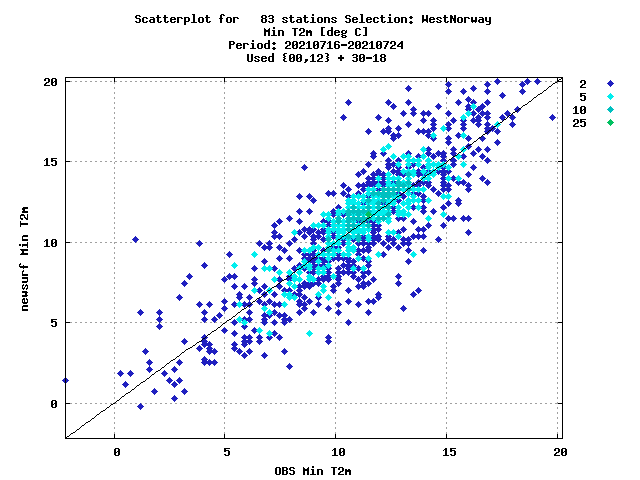 Scatterplot for   83 stations Selection: WestNorway
Min T2m [deg C]
Period: 20210716-20210724
Used {00,12} + 30-18
2
5
10
25
20
15
10
5
0
newsurf Min T2m
0 5 10 15 20
OBS Min T2m